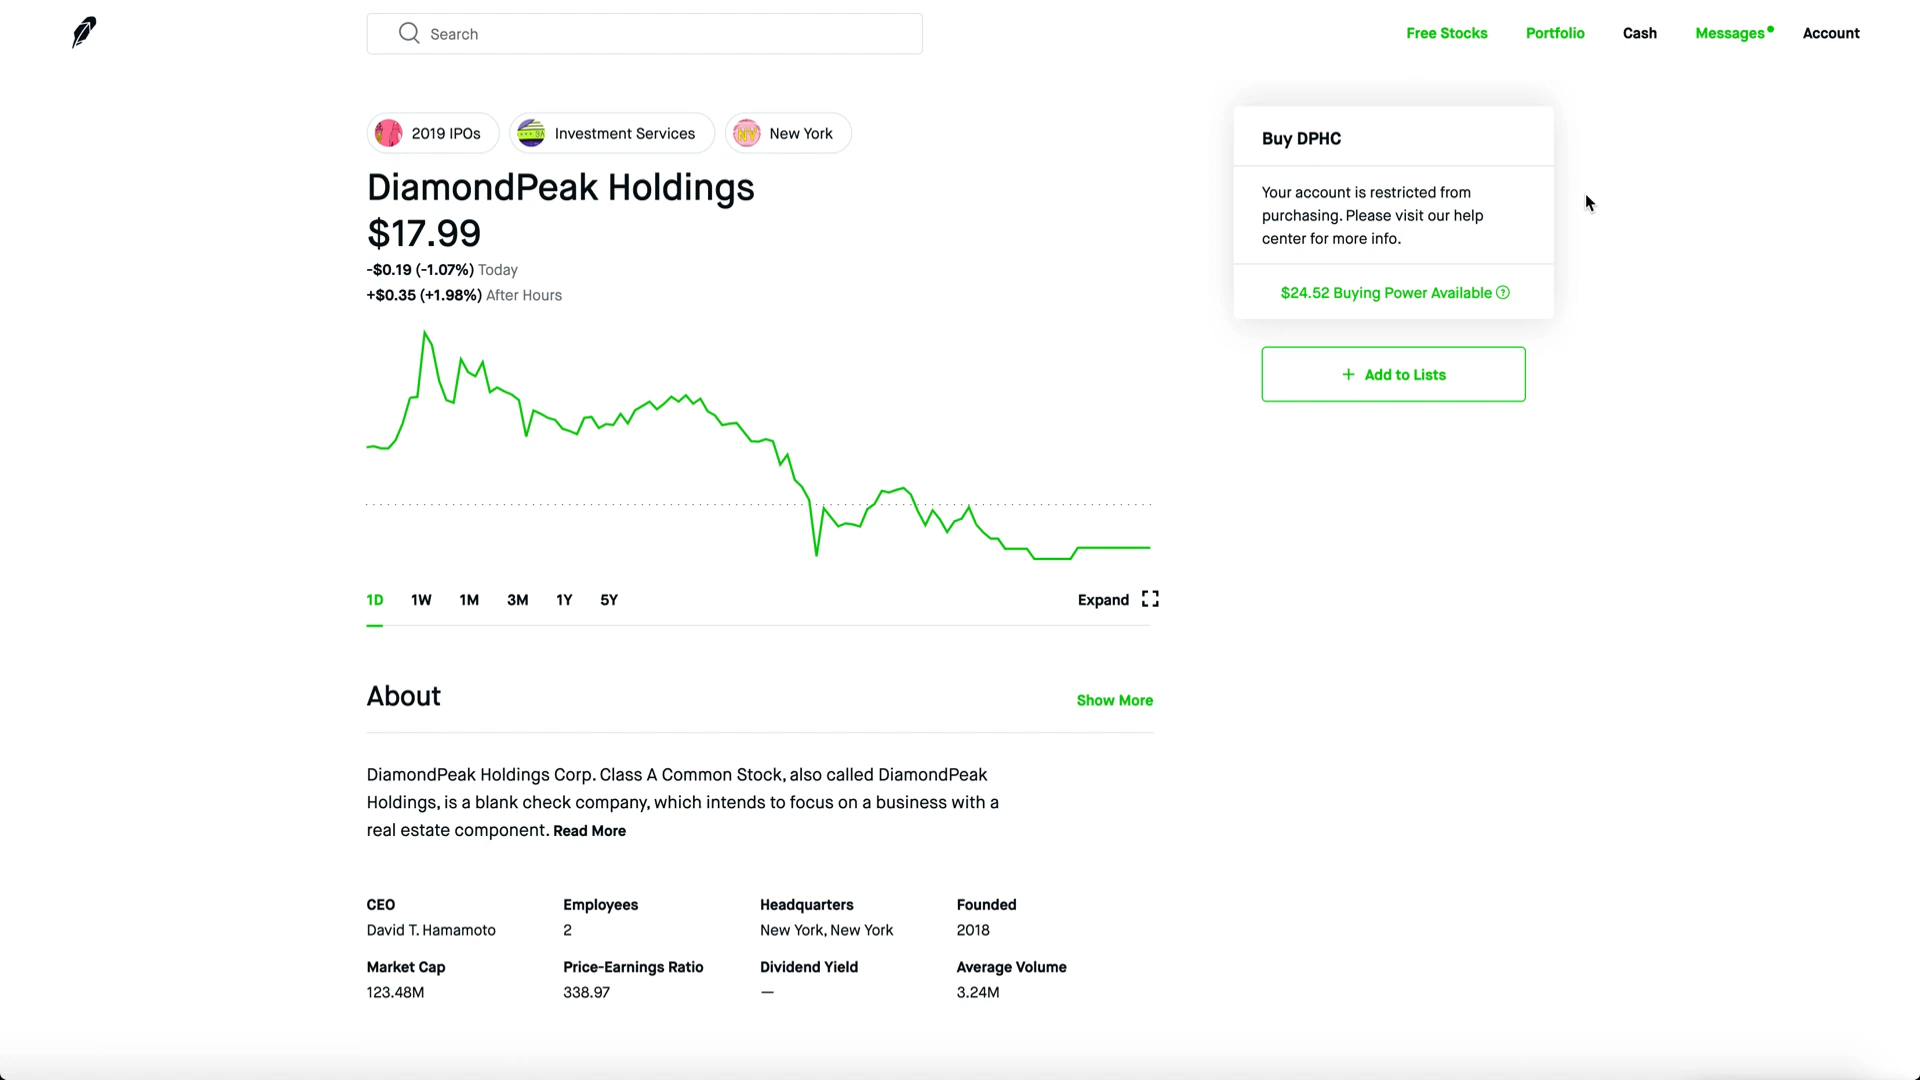 Search
Free Stocks
Portfolio
Cash
Messages
Account
2019 IPOs
Investment Services
New York
DiamondPeak Holdings
$17.99
-$0.19 (-1.07%) Today
+$0.35 (+1.98%) After Hours
Buy DPHC
Your account is restricted from
purchasing. Please visit our help
center for more info.
$24.52 Buying Power Available
+ Add to Lists
1D
1W
1M
3M
1Y
5Y
Expand
About
Show More
DiamondPeak Holdings Corp. Class A Common Stock, also called DiamondPeak
Holdings, is a blank check company, which intends to focus on a business with a
real estate component. Read More
CEO
David T. Hamamoto
Employees
2
Headquarters
New York, New York
Founded
2018
Market Cap
123.48M
Price-Earnings Ratio
338.97
Dividend Yield
—
Average Volume
3.24M